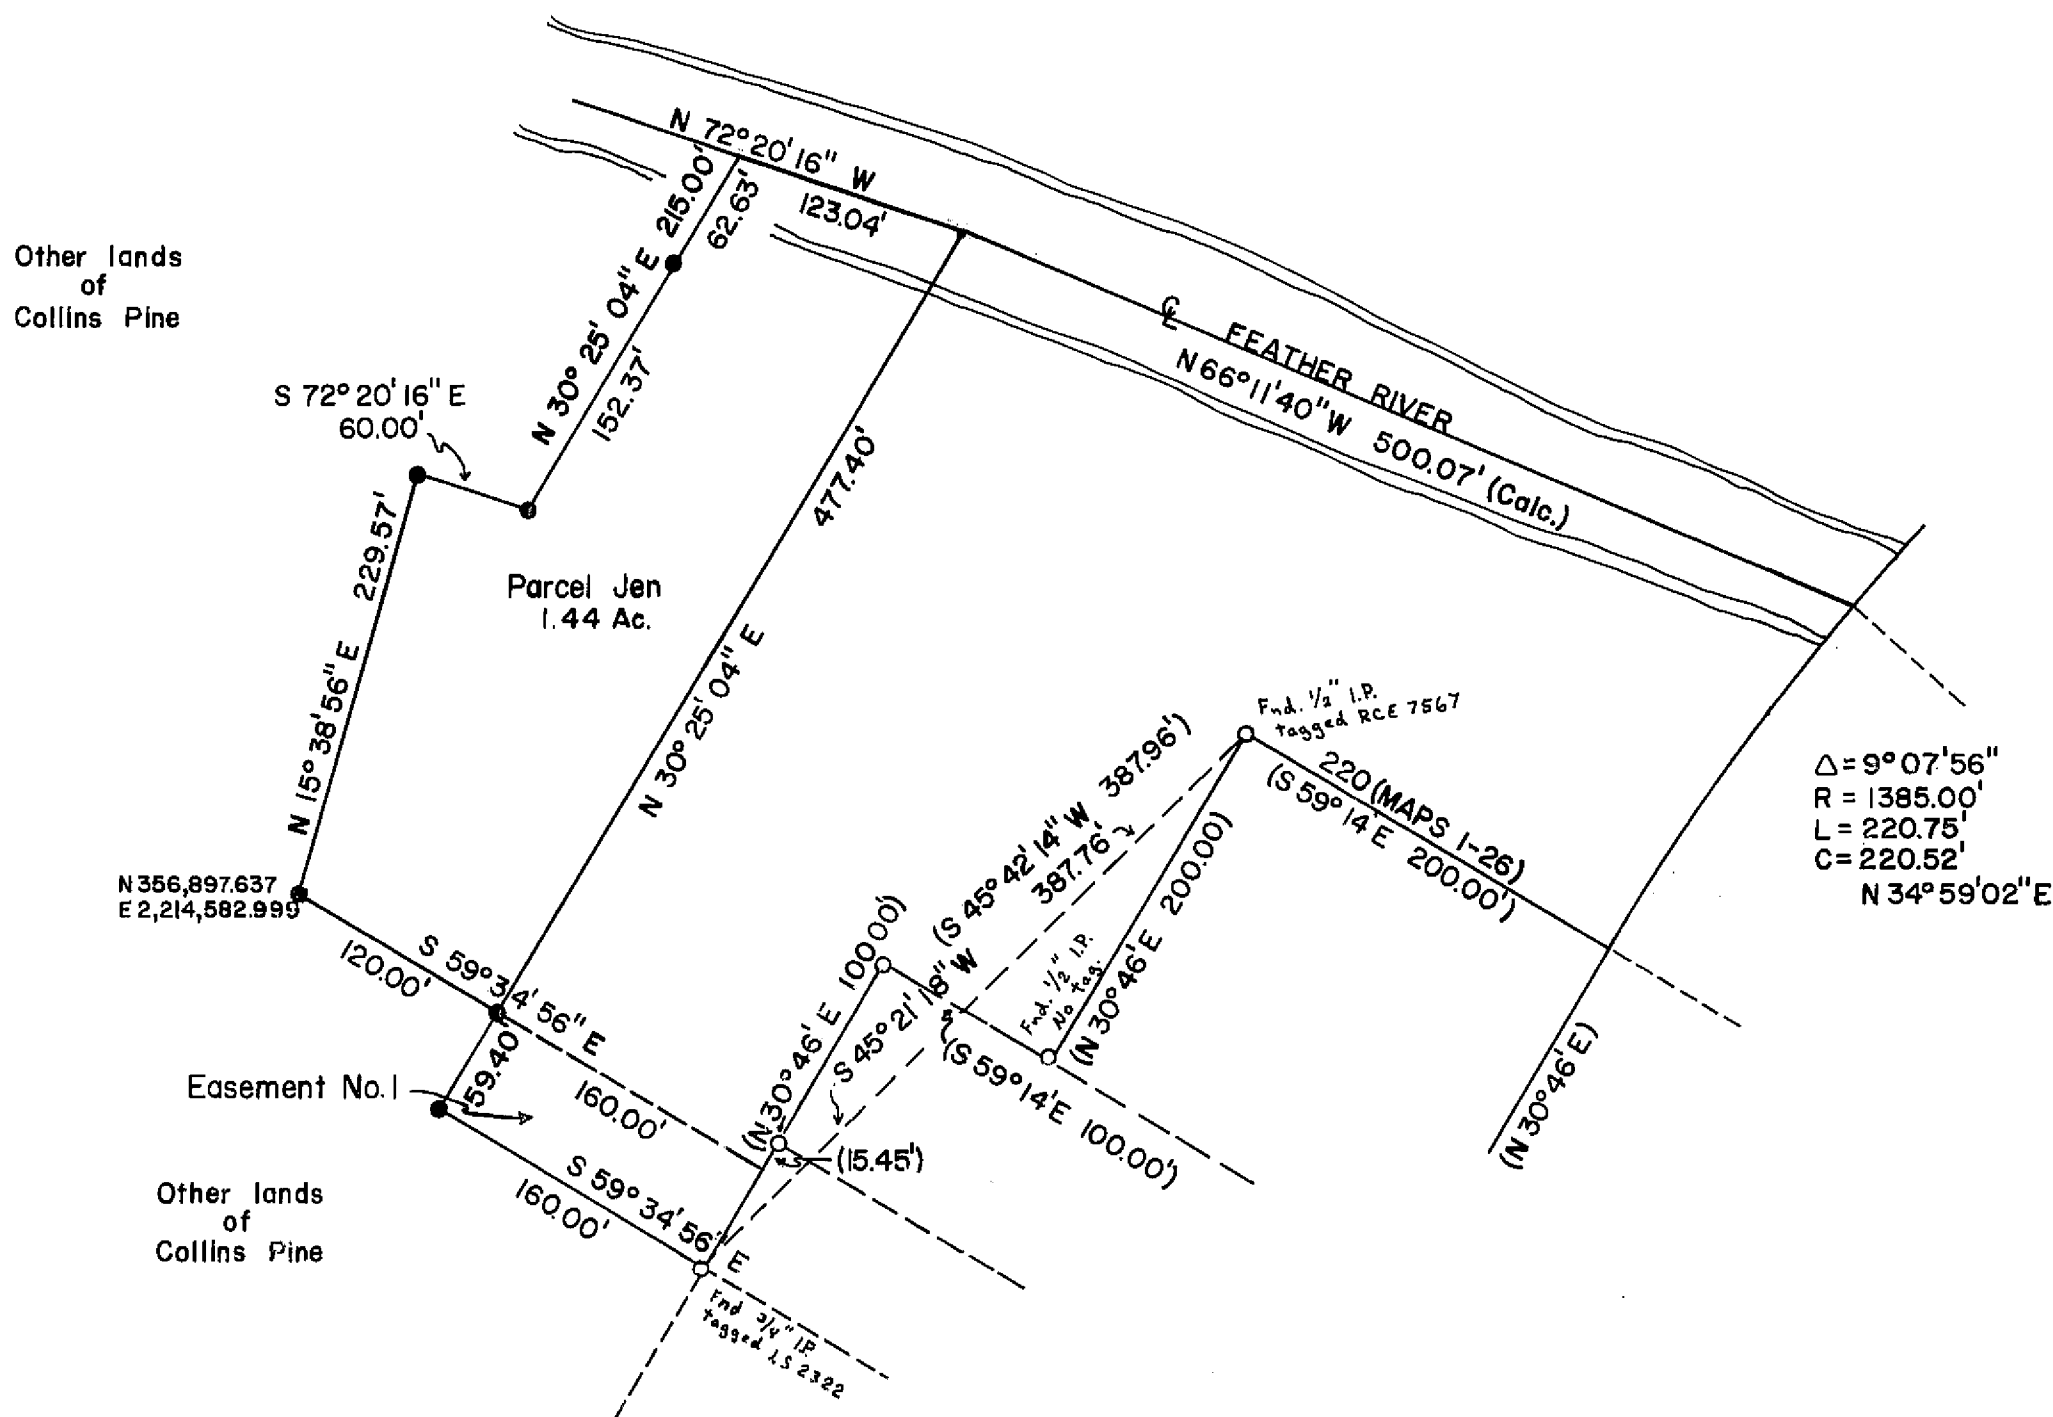 N 72° 20' 16" W
123.04'
N 30° 25' 04" E 215.00'
62.63'
152.37'
Other lands
of
Collins Pine
S 72° 20' 16" E
60.00'
℄ FEATHER RIVER
N 66° 11' 40" W 500.07' (Calc.)
477.40'
N 30° 25' 04" E
229.57'
N 15° 38' 56" E
Parcel Jen
1.44 Ac.
Fnd. 1/2" I.P.
tagged RCE 7567
220 (MAPS 1-26)
(S 59° 14' E 200.00')
Δ = 9° 07' 56"
R = 1385.00'
L = 220.75'
C = 220.52'
N 34° 59' 02" E
(S 45° 42' 14" W 387.96')
387.76'
S 45° 21' 18" W
(N 30° 46' E 200.00)
Fnd. 1/2" I.P.
No tag.
N 356,897.637
E 2,214,582.999
S 59° 34' 56" E
120.00'
160.00'
59.40'
Easement No. 1
(N 30° 46' E 100.00')
(15.45')
(S 59° 14' E 100.00')
(N 30° 46' E)
S 59° 34' 56" E
160.00'
Other lands
of
Collins Pine
Fnd 3/4" I.P.
tagged LS 2322